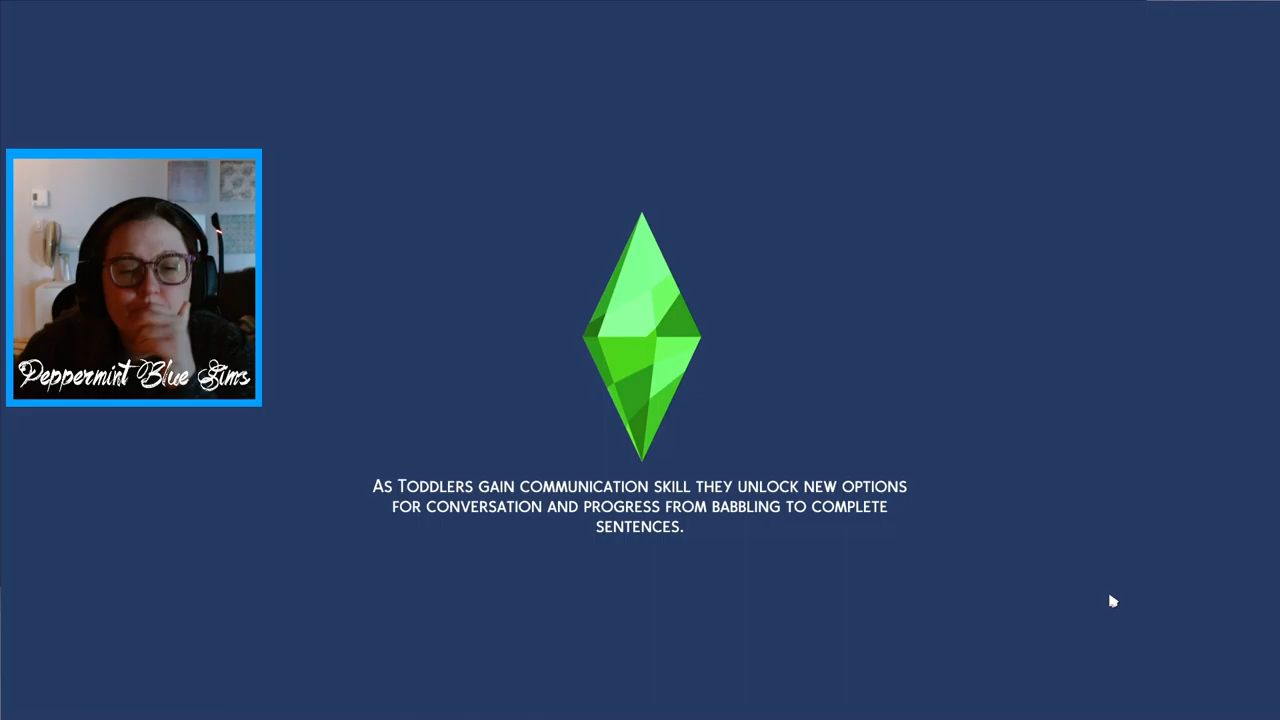 Peppermint Blue Sims
As Toddlers gain communication skill they unlock new options
for conversation and progress from babbling to complete
sentences.